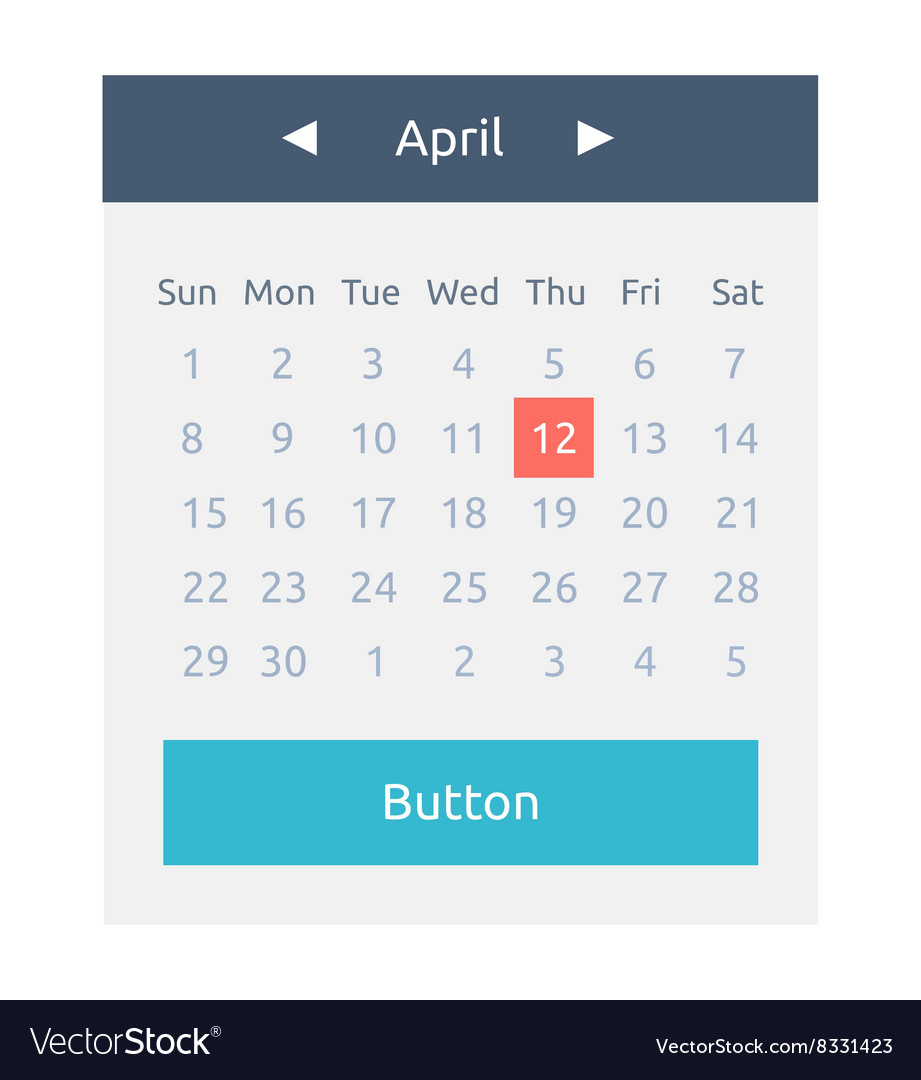 April
Sun Mon Tue Wed Thu Fri Sat
1 2 3 4 5 6 7
8 9 10 11 12 13 14
15 16 17 18 19 20 21
22 23 24 25 26 27 28
29 30 1 2 3 4 5
Button
VectorStock®
VectorStock.com/8331423